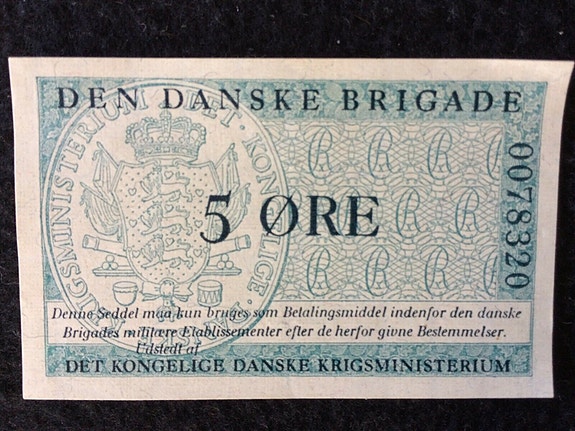 DEN DANSKE BRIGADE
0078320
5 ØRE
Denne Seddel maa kun bruges som Betalingsmiddel indenfor den danske
Brigades militære Etablissementer efter de herfor givne Bestemmelser.
Udstedt af
DET KONGELIGE DANSKE KRIGSMINISTERIUM